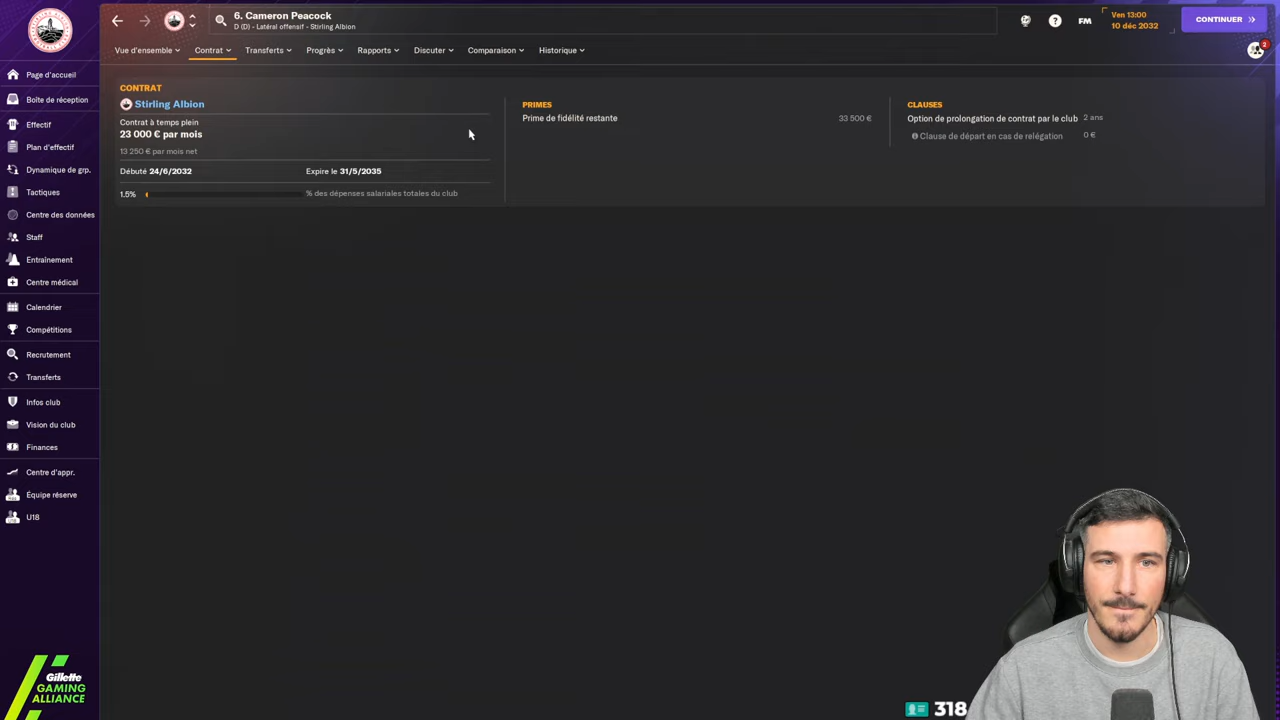 6. Cameron Peacock
D (D) - Latéral offensif - Stirling Albion
FM
Ven 13:00
10 déc 2032
CONTINUER
Vue d'ensemble
Contrat
Transferts
Progrès
Rapports
Discuter
Comparaison
Historique
2
Page d'accueil
Boîte de réception
Effectif
Plan d'effectif
Dynamique de grp.
Tactiques
Centre des données
Staff
Entraînement
Centre médical
Calendrier
Compétitions
Recrutement
Transferts
Infos club
Vision du club
Finances
Centre d'appr.
Équipe réserve
U18
CONTRAT
Stirling Albion
Contrat à temps plein
23 000 € par mois
13 250 € par mois net
Débuté 24/6/2032 Expire le 31/5/2035
1.5% % des dépenses salariales totales du club
PRIMES
Prime de fidélité restante 33 500 €
CLAUSES
Option de prolongation de contrat par le club 2 ans
Clause de départ en cas de relégation 0 €
Gillette
GAMING
ALLIANCE
318